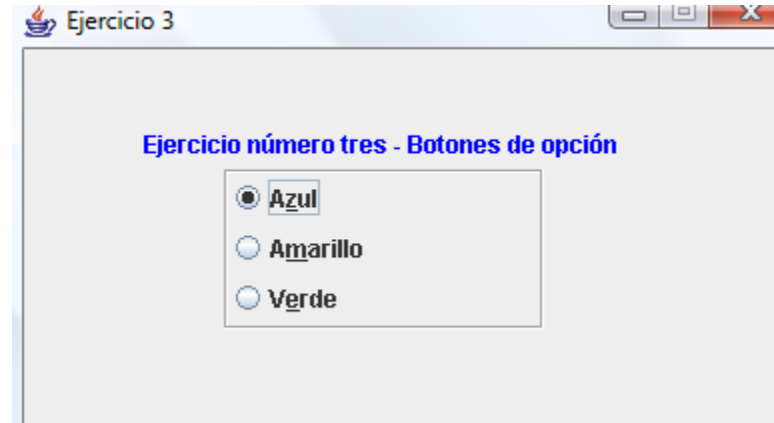 Ejercicio 3
Ejercicio número tres - Botones de opción
Azul
Amarillo
Verde